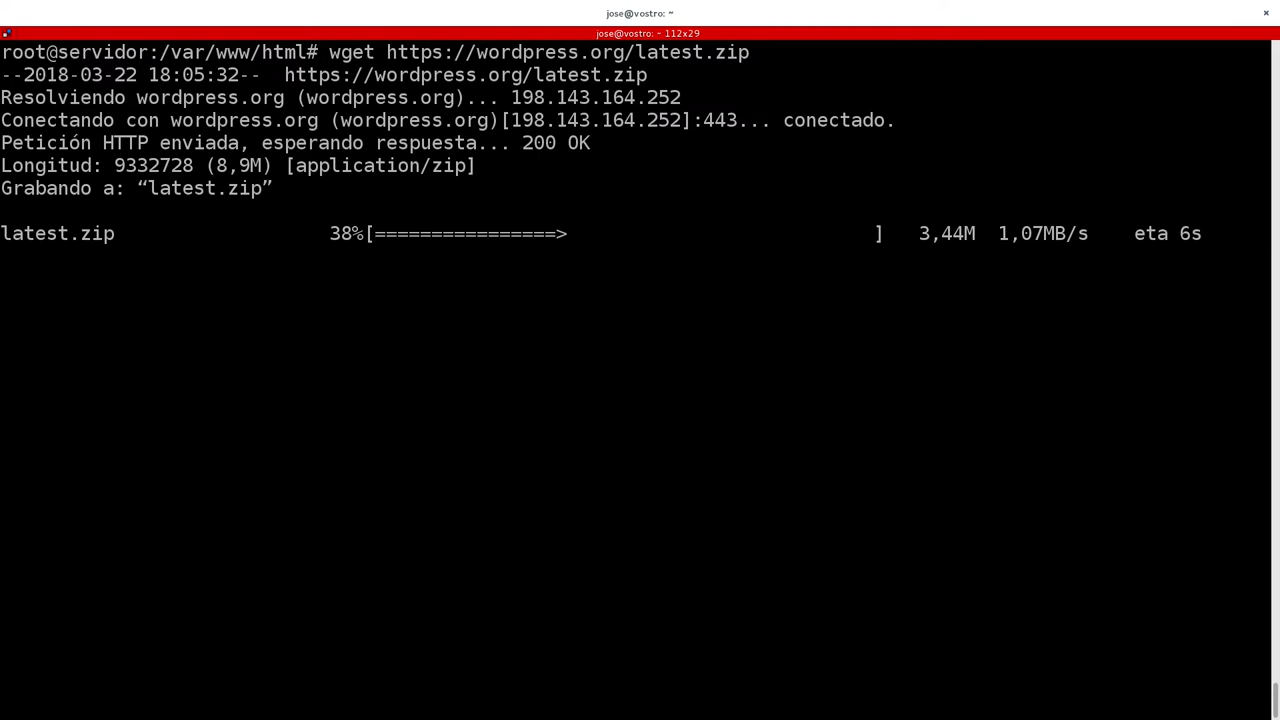 jose@vostro: ~
jose@vostro: ~ 112x29
root@servidor:/var/www/html# wget https://wordpress.org/latest.zip
--2018-03-22 18:05:32--  https://wordpress.org/latest.zip
Resolviendo wordpress.org (wordpress.org)... 198.143.164.252
Conectando con wordpress.org (wordpress.org)[198.143.164.252]:443... conectado.
Petición HTTP enviada, esperando respuesta... 200 OK
Longitud: 9332728 (8,9M) [application/zip]
Grabando a: “latest.zip”
latest.zip                   38%[================>                           ]   3,44M  1,07MB/s    eta 6s